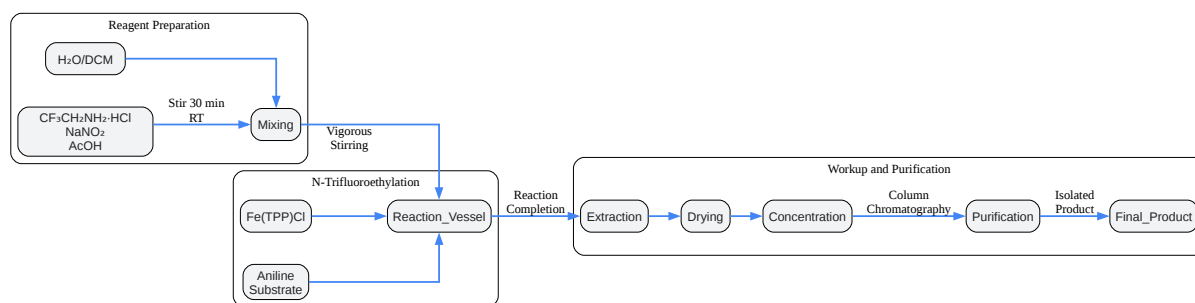 Reagent Preparation
H₂O/DCM
CF₃CH₂NH₂·HCl
NaNO₂
AcOH
Stir 30 min
RT
Mixing
Vigorous
Stirring
N-Trifluoroethylation
Fe(TPP)Cl
Reaction_Vessel
Aniline
Substrate
Reaction
Completion
Workup and Purification
Extraction
Drying
Concentration
Column
Chromatography
Purification
Isolated
Product
Final_Product